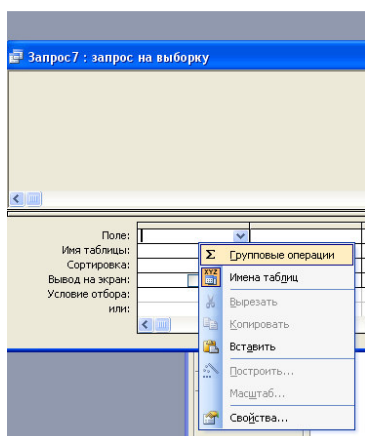 Запрос7 : запрос на выборку
Поле:
Имя таблицы:
Сортировка:
Вывод на экран:
Условие отбора:
или:
Σ Групповые операции
XYZ Имена таблиц
Вырезать
Копировать
Вставить
Построить...
Масштаб...
Свойства...